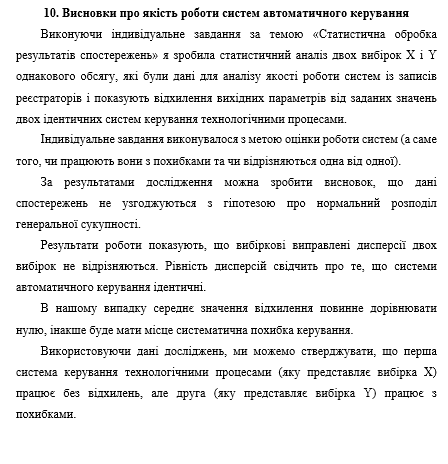 10. Висновки про якість роботи систем автоматичного керування
Виконуючи індивідуальне завдання за темою «Статистична обробка
результатів спостережень» я зробила статистичний аналіз двох вибірок X і Y
однакового обсягу, які були дані для аналізу якості роботи систем із записів
реєстраторів і показують відхилення вихідних параметрів від заданих значень
двох ідентичних систем керування технологічними процесами.
Індивідуальне завдання виконувалося з метою оцінки роботи систем (а саме
того, чи працюють вони з похибками та чи відрізняються одна від одної).
За результатами дослідження можна зробити висновок, що дані
спостережень не узгоджуються з гіпотезою про нормальний розподіл
генеральної сукупності.
Результати роботи показують, що вибіркові виправлені дисперсії двох
вибірок не відрізняються. Рівність дисперсій свідчить про те, що системи
автоматичного керування ідентичні.
В нашому випадку середнє значення відхилення повинне дорівнювати
нулю, інакше буде мати місце систематична похибка керування.
Використовуючи дані досліджень, ми можемо стверджувати, що перша
система керування технологічними процесами (яку представляє вибірка X)
працює без відхилень, але друга (яку представляє вибірка Y) працює з
похибками.